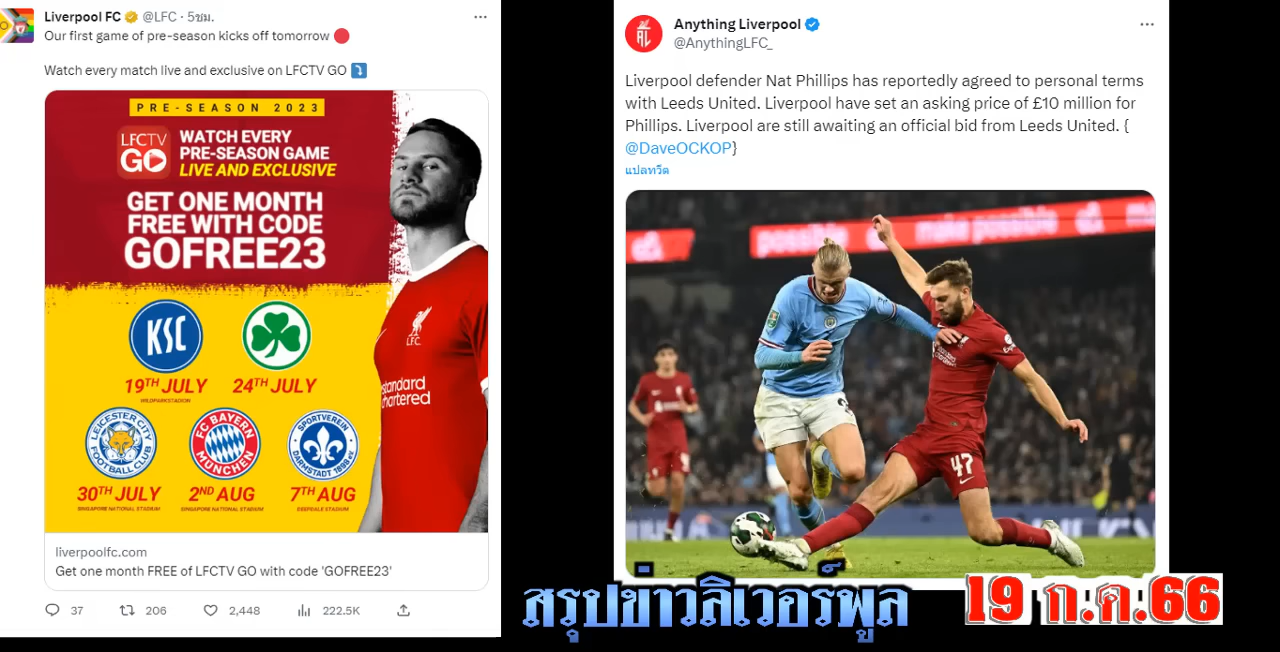 Liverpool FC @LFC · 5ชม.
Our first game of pre-season kicks off tomorrow
Watch every match live and exclusive on LFCTV GO
PRE-SEASON 2023
LFCTV
GO
WATCH EVERY
PRE-SEASON GAME
LIVE AND EXCLUSIVE
GET ONE MONTH
FREE WITH CODE
GOFREE23
KSC
19TH JULY
24TH JULY
WILDPARKSTADION
LEICESTER CITY
FOOTBALL CLUB
FC BAYERN
MÜNCHEN
SPORTVEREIN
DARMSTADT 1898 e.V.
30TH JULY
2ND AUG
7TH AUG
SINGAPORE NATIONAL STADIUM
SINGAPORE NATIONAL STADIUM
DEEPDALE STADIUM
L.F.C.
standard
chartered
liverpoolfc.com
Get one month FREE of LFCTV GO with code 'GOFREE23'
37
206
2,448
222.5K
Anything Liverpool
@AnythingLFC_
Liverpool defender Nat Phillips has reportedly agreed to personal terms
with Leeds United. Liverpool have set an asking price of £10 million for
Phillips. Liverpool are still awaiting an official bid from Leeds United. {
@DaveOCKOP}
แปลทวีต
possible
make possible
47
สรุปข่าวลิเวอร์พูล
19 ก.ค.66